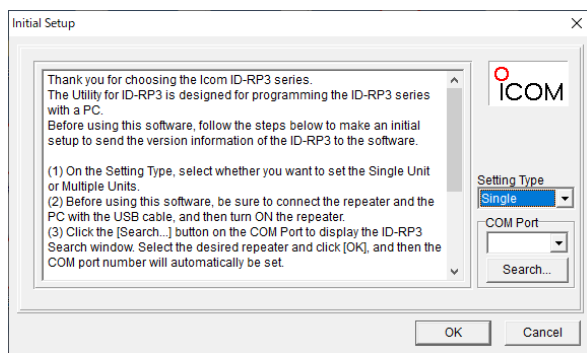 Initial Setup
Thank you for choosing the Icom ID-RP3 series.
The Utility for ID-RP3 is designed for programming the ID-RP3 series
with a PC.
Before using this software, follow the steps below to make an initial
setup to send the version information of the ID-RP3 to the software.
(1) On the Setting Type, select whether you want to set the Single Unit
or Multiple Units.
(2) Before using this software, be sure to connect the repeater and the
PC with the USB cable, and then turn ON the repeater.
(3) Click the [Search...] button on the COM Port to display the ID-RP3
Search window. Select the desired repeater and click [OK], and then the
COM port number will automatically be set.
ICOM
Setting Type
Single
COM Port
Search...
OK
Cancel